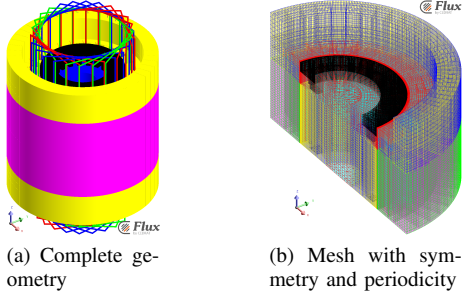 Flux
Flux
(a) Complete ge-
ometry
(b) Mesh with sym-
metry and periodicity